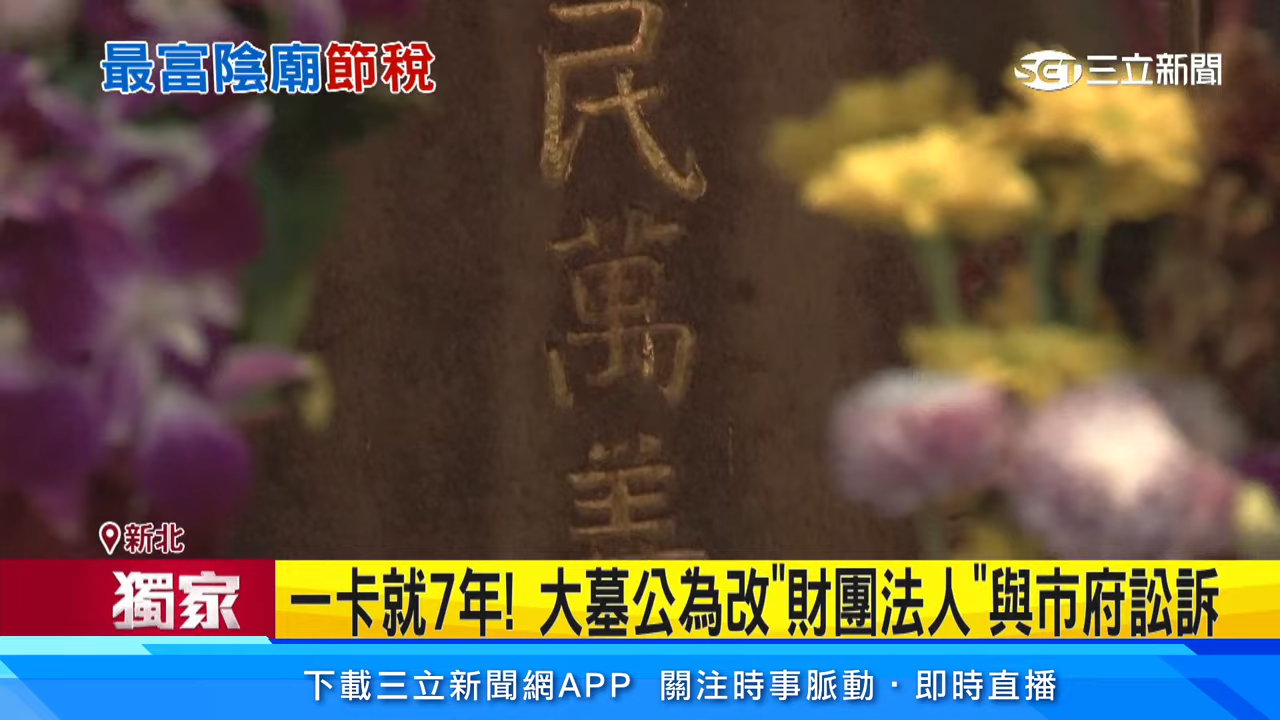 最富陰廟節稅
SET三立新聞
民萬善
新北
獨家
一卡就7年! 大墓公為改"財團法人"與市府訟訴
下載三立新聞網APP 關注時事脈動・即時直播